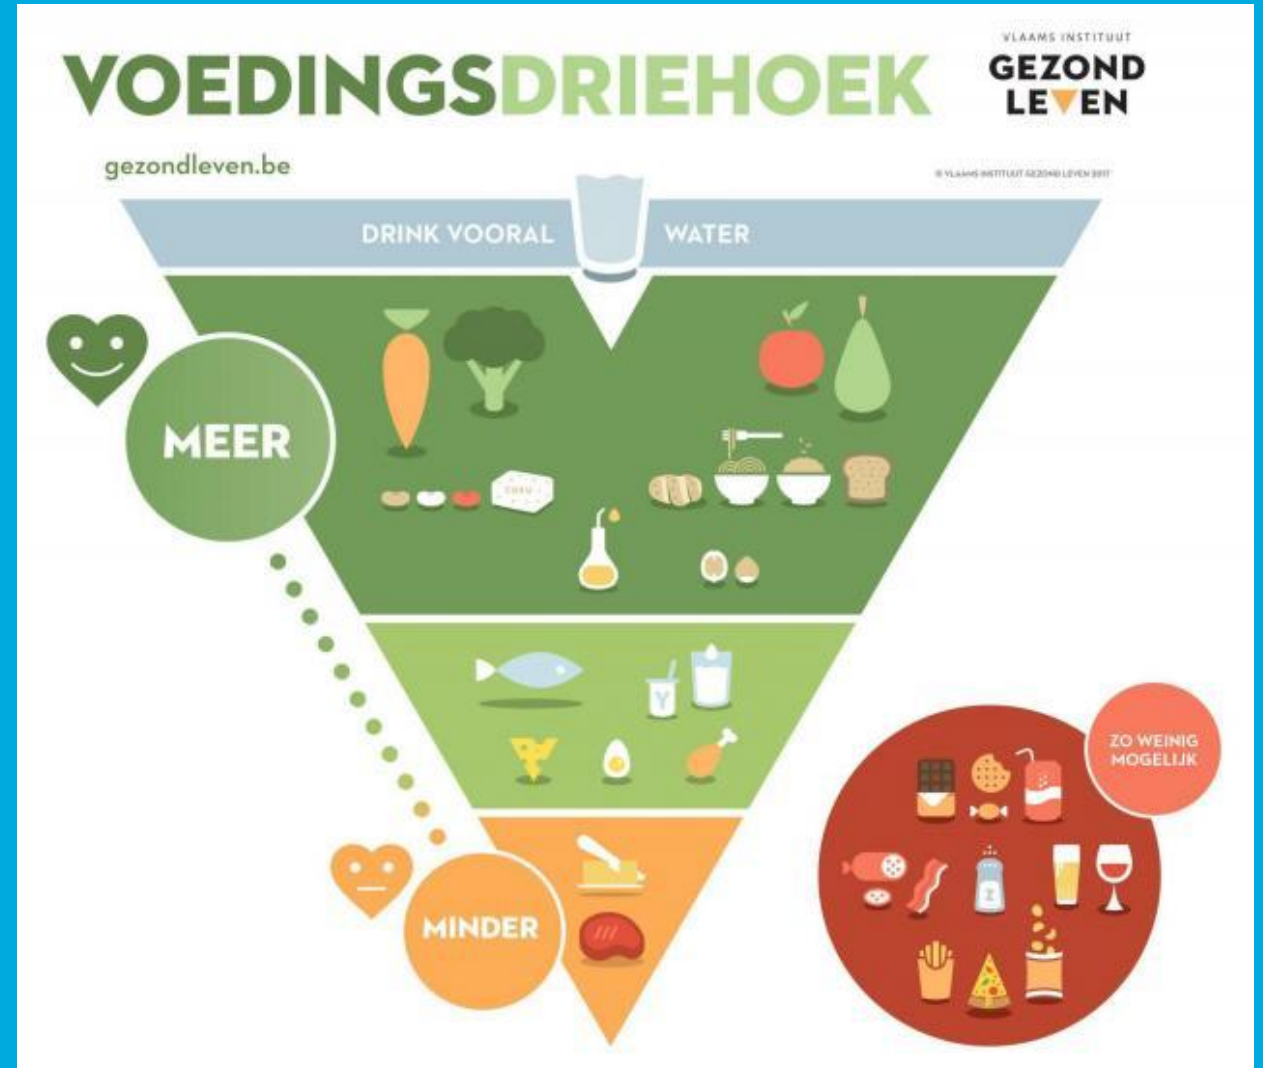 VOEDINGSDRIEHOEK
VLAAMS INSTITUUT
GEZOND
LEVEN
gezondleven.be
© VLAAMS INSTITUUT GEZOND LEVEN 2017
DRINK VOORAL WATER
MEER
TOFU
Y
ZO WEINIG
MOGELIJK
Z
MINDER